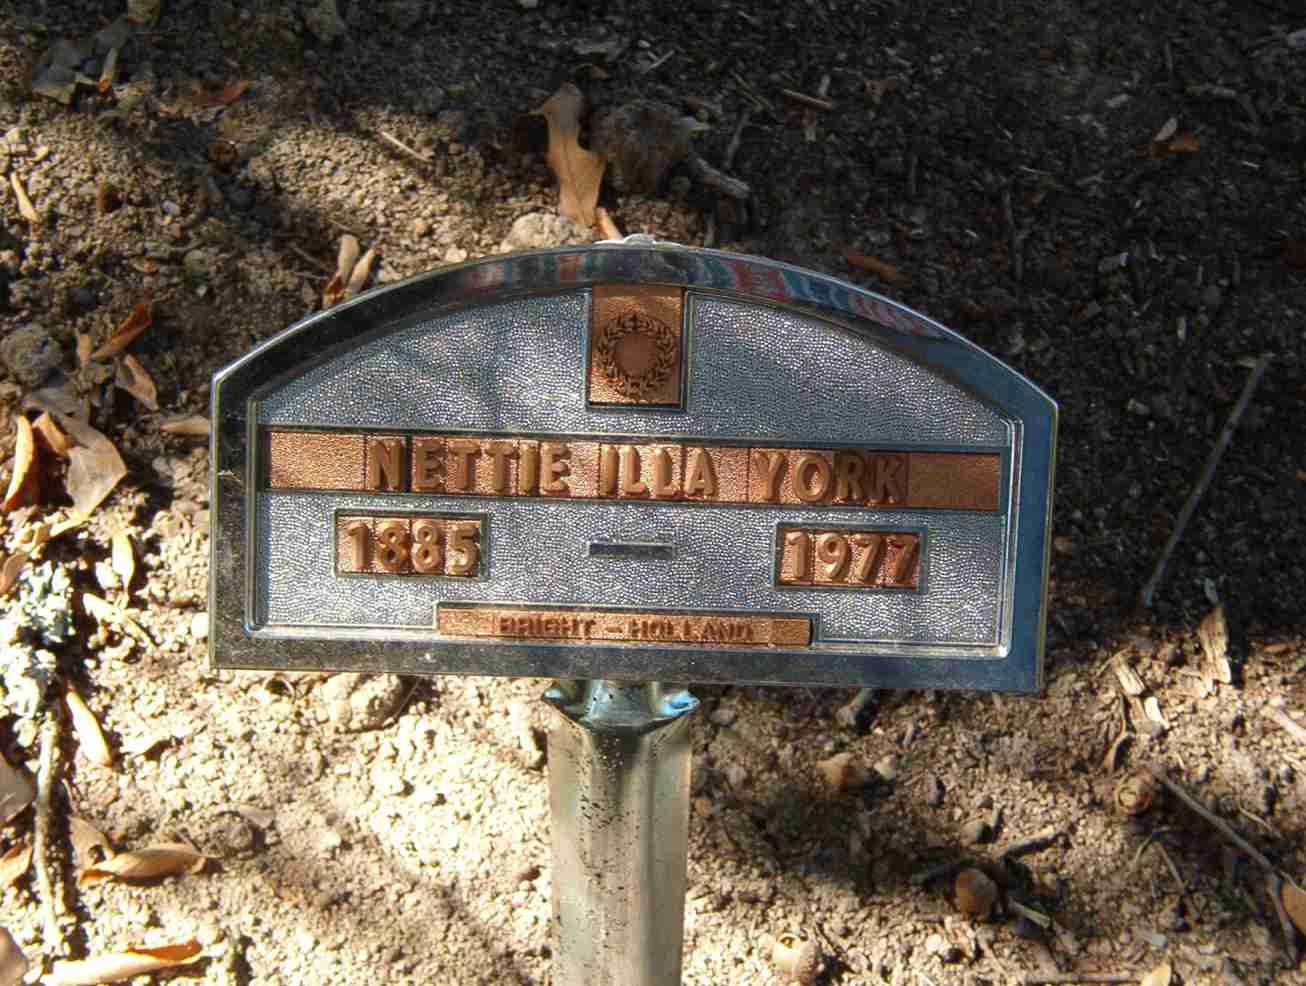 NETTIE ILLA YORK
1885 — 1977
BRIGHT - HOLLAND